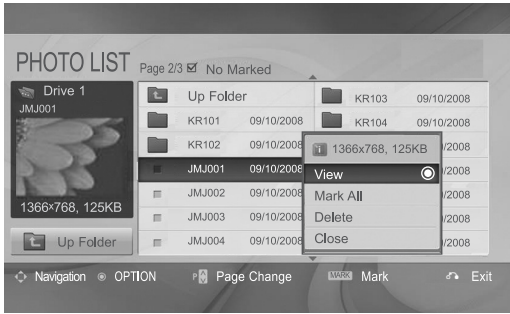 PHOTO LIST
Page 2/3 No Marked
Drive 1
JMJ001
1366x768, 125KB
Up Folder
Up Folder
KR101 09/10/2008
KR102 09/10/2008
JMJ001 09/10/2008
JMJ002 09/10/2008
JMJ003 09/10/2008
JMJ004 09/10/2008
KR103 09/10/2008
KR104 09/10/2008
/2008
/2008
/2008
/2008
/2008
1366x768, 125KB
View
Mark All
Delete
Close
Navigation OPTION P Page Change MARK Mark Exit